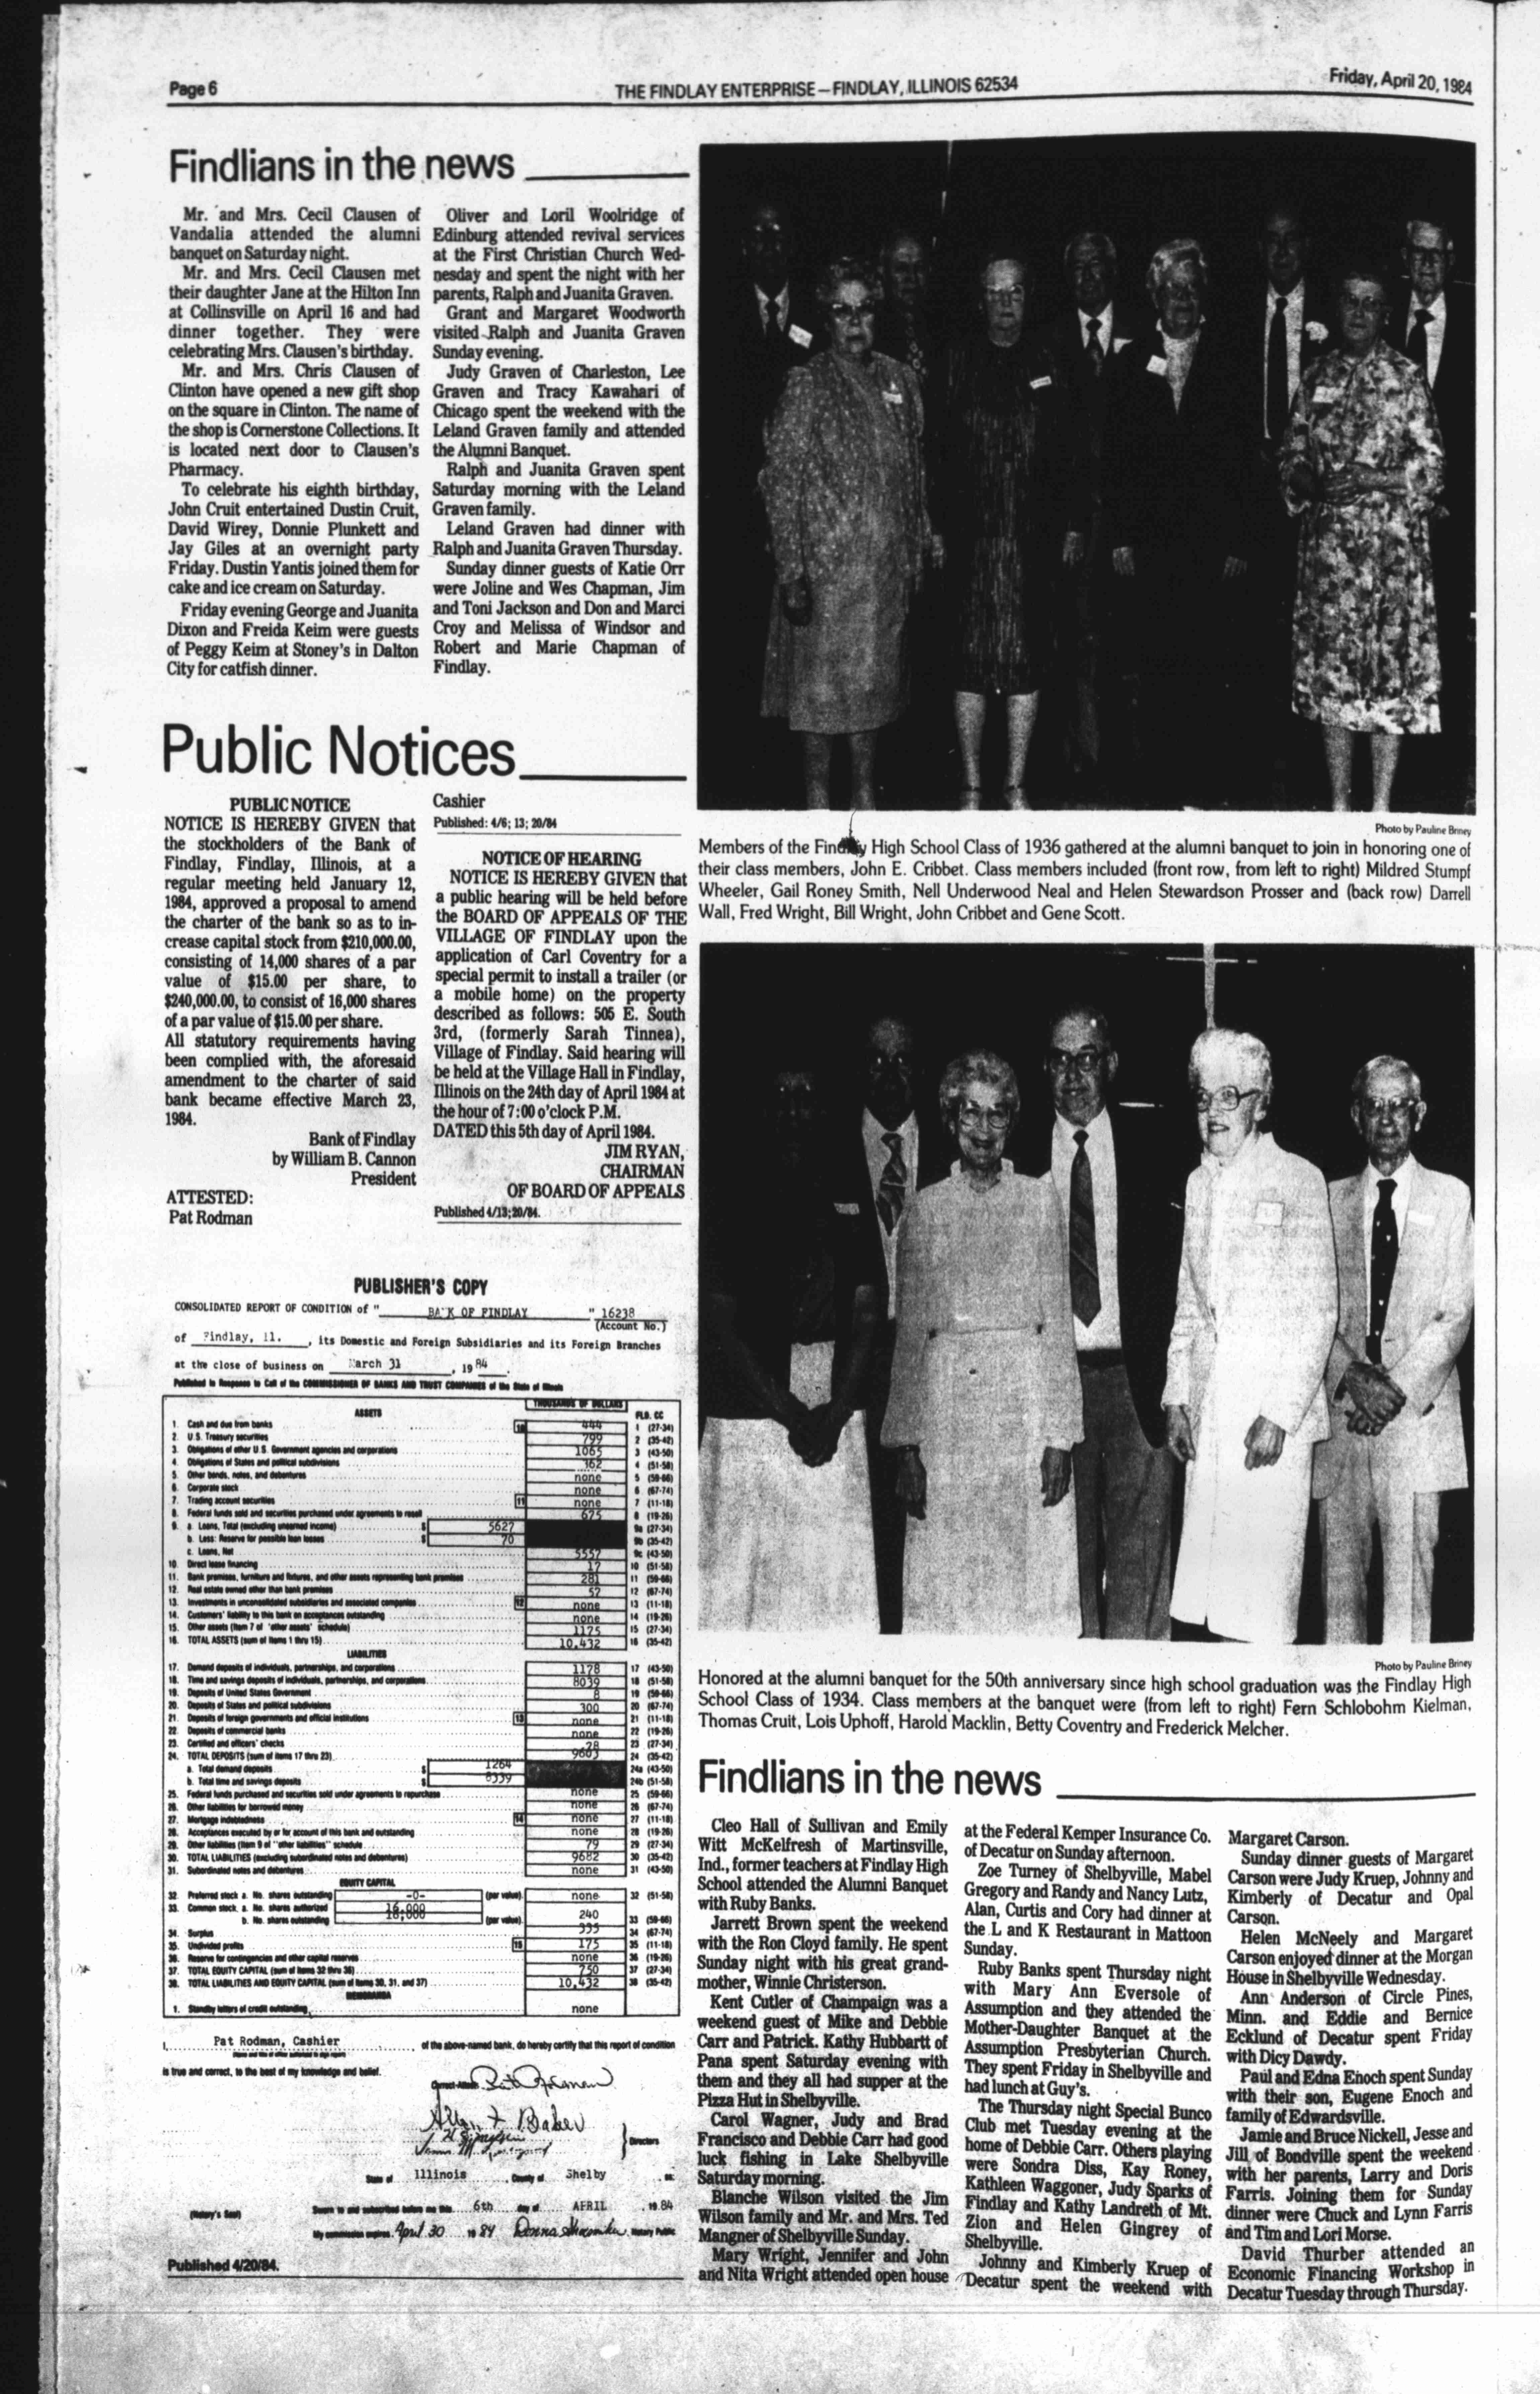 Page 6
THE FINDLAY ENTERPRISE—FINDLAY, ILLINOIS 62534
Friday, April 20, 1984
Findlians in the news
Mr. and Mrs. Cecil Clausen of
Vandalia attended the alumni
banquet on Saturday night.
Mr. and Mrs. Cecil Clausen met
their daughter Jane at the Hilton Inn
at Collinsville on April 16 and had
dinner together. They were
celebrating Mrs. Clausen's birthday.
Mr. and Mrs. Chris Clausen of
Clinton have opened a new gift shop
on the square in Clinton. The name of
the shop is Cornerstone Collections. It
is located next door to Clausen's
Pharmacy.
To celebrate his eighth birthday,
John Cruit entertained Dustin Cruit,
David Wirey, Donnie Plunkett and
Jay Giles at an overnight party
Friday. Dustin Yantis joined them for
cake and ice cream on Saturday.
Friday evening George and Juanita
Dixon and Freida Keim were guests
of Peggy Keim at Stoney's in Dalton
City for catfish dinner.
Oliver and Loril Woolridge of
Edinburg attended revival services
at the First Christian Church Wed-
nesday and spent the night with her
parents, Ralph and Juanita Graven.
Grant and Margaret Woodworth
visited Ralph and Juanita Graven
Sunday evening.
Judy Graven of Charleston, Lee
Graven and Tracy Kawahari of
Chicago spent the weekend with the
Leland Graven family and attended
the Alumni Banquet.
Ralph and Juanita Graven spent
Saturday morning with the Leland
Graven family.
Leland Graven had dinner with
Ralph and Juanita Graven Thursday.
Sunday dinner guests of Katie Orr
were Joline and Wes Chapman, Jim
and Toni Jackson and Don and Marci
Croy and Melissa of Windsor and
Robert and Marie Chapman of
Findlay.
Public Notices
PUBLIC NOTICE
NOTICE IS HEREBY GIVEN that
the stockholders of the Bank of
Findlay, Findlay, Illinois, at a
regular meeting held January 12,
1984, approved a proposal to amend
the charter of the bank so as to in-
crease capital stock from $210,000.00,
consisting of 14,000 shares of a par
value of $15.00 per share, to
$240,000.00, to consist of 16,000 shares
of a par value of $15.00 per share.
All statutory requirements having
been complied with, the aforesaid
amendment to the charter of said
bank became effective March 23,
1984.
Bank of Findlay
by William B. Cannon
President
ATTESTED:
Pat Rodman
Cashier
Published: 4/6; 13; 20/84
NOTICE OF HEARING
NOTICE IS HEREBY GIVEN that
a public hearing will be held before
the BOARD OF APPEALS OF THE
VILLAGE OF FINDLAY upon the
application of Carl Coventry for a
special permit to install a trailer (or
a mobile home) on the property
described as follows: 505 E. South
3rd, (formerly Sarah Tinnea),
Village of Findlay. Said hearing will
be held at the Village Hall in Findlay,
Illinois on the 24th day of April 1984 at
the hour of 7:00 o'clock P.M.
DATED this 5th day of April 1984.
JIM RYAN,
CHAIRMAN
OF BOARD OF APPEALS
Published 4/13;20/84.
PUBLISHER'S COPY
CONSOLIDATED REPORT OF CONDITION of " BANK OF FINDLAY " 16238
(Account No.)
of Findlay, Il. , its Domestic and Foreign Subsidiaries and its Foreign Branches
at the close of business on March 31 , 19 84 .
Published in Response to Call of the COMMISSIONER OF BANKS AND TRUST COMPANIES of the State of Illinois
ASSETS THOUSANDS OF DOLLARS FLD. CC
1. Cash and due from banks 10 444 1 (27-34)
2. U.S. Treasury securities 799 2 (35-42)
3. Obligations of other U.S. Government agencies and corporations 1065 3 (43-50)
4. Obligations of States and political subdivisions 362 4 (51-58)
5. Other bonds, notes, and debentures none 5 (59-66)
6. Corporate stock none 6 (67-74)
7. Trading account securities 11 none 7 (11-18)
8. Federal funds sold and securities purchased under agreements to resell 675 8 (19-26)
9. a. Loans, Total (excluding unearned income) $ 5627 9a (27-34)
b. Less: Reserve for possible loan losses $ 70 9b (35-42)
c. Loans, Net 5557 9c (43-50)
10. Direct lease financing 17 10 (51-58)
11. Bank premises, furniture and fixtures, and other assets representing bank premises 281 11 (59-66)
12. Real estate owned other than bank premises 57 12 (67-74)
13. Investments in unconsolidated subsidiaries and associated companies 12 none 13 (11-18)
14. Customers' liability to this bank on acceptances outstanding none 14 (19-26)
15. Other assets (Item 7 of "other assets" schedule) 1175 15 (27-34)
16. TOTAL ASSETS (sum of Items 1 thru 15) 10,432 16 (35-42)
LIABILITIES
17. Demand deposits of individuals, partnerships, and corporations 1178 17 (43-50)
18. Time and savings deposits of individuals, partnerships, and corporations 8039 18 (51-58)
19. Deposits of United States Government 8 19 (59-66)
20. Deposits of States and political subdivisions 300 20 (67-74)
21. Deposits of foreign governments and official institutions 13 none 21 (11-18)
22. Deposits of commercial banks none 22 (19-26)
23. Certified and officers' checks 78 23 (27-34)
24. TOTAL DEPOSITS (sum of items 17 thru 23) 9603 24 (35-42)
a. Total demand deposits $ 1264 24a (43-50)
b. Total time and savings deposits $ 8339 24b (51-58)
25. Federal funds purchased and securities sold under agreements to repurchase none 25 (59-66)
26. Other liabilities for borrowed money none 26 (67-74)
27. Mortgage indebtedness 14 none 27 (11-18)
28. Acceptances executed by or for account of this bank and outstanding none 28 (19-26)
29. Other liabilities (Item 9 of "other liabilities" schedule 79 29 (27-34)
30. TOTAL LIABILITIES (excluding subordinated notes and debentures) 9682 30 (35-42)
31. Subordinated notes and debentures none 31 (43-50)
EQUITY CAPITAL
32. Preferred stock a. No. shares outstanding -0- (par value) none 32 (51-58)
33. Common stock a. No. shares authorized 16,000
b. No. shares outstanding 16,000 (par value) 240 33 (59-66)
34. Surplus 335 34 (67-74)
35. Undivided profits 15 175 35 (11-18)
36. Reserve for contingencies and other capital reserves none 36 (19-26)
37. TOTAL EQUITY CAPITAL (sum of items 32 thru 36) 750 37 (27-34)
38. TOTAL LIABILITIES AND EQUITY CAPITAL (sum of items 30, 31, and 37) 10,432 38 (35-42)
MEMORANDA
1. Standby letters of credit outstanding none
I, Pat Rodman, Cashier of the above-named bank, do hereby certify that this report of condition
is true and correct, to the best of my knowledge and belief.
Correct-Attest: Pat Rodman
Baker
Directors
State of Illinois , County of Shelby ss:
Sworn to and subscribed before me this 6th day of APRIL , 19 84
(Notary's Seal)
My commission expires April 30 19 84 Donna Notary Public
Published 4/20/84.
Photo by Pauline Briney
Members of the Findlay High School Class of 1936 gathered at the alumni banquet to join in honoring one of
their class members, John E. Cribbet. Class members included (front row, from left to right) Mildred Stumpf
Wheeler, Gail Roney Smith, Nell Underwood Neal and Helen Stewardson Prosser and (back row) Darrell
Wall, Fred Wright, Bill Wright, John Cribbet and Gene Scott.
Photo by Pauline Briney
Honored at the alumni banquet for the 50th anniversary since high school graduation was the Findlay High
School Class of 1934. Class members at the banquet were (from left to right) Fern Schlobohm Kielman,
Thomas Cruit, Lois Uphoff, Harold Macklin, Betty Coventry and Frederick Melcher.
Findlians in the news
Cleo Hall of Sullivan and Emily
Witt McKelfresh of Martinsville,
Ind., former teachers at Findlay High
School attended the Alumni Banquet
with Ruby Banks.
Jarrett Brown spent the weekend
with the Ron Cloyd family. He spent
Sunday night with his great grand-
mother, Winnie Christerson.
Kent Cutler of Champaign was a
weekend guest of Mike and Debbie
Carr and Patrick. Kathy Hubbartt of
Pana spent Saturday evening with
them and they all had supper at the
Pizza Hut in Shelbyville.
Carol Wagner, Judy and Brad
Francisco and Debbie Carr had good
luck fishing in Lake Shelbyville
Saturday morning.
Blanche Wilson visited the Jim
Wilson family and Mr. and Mrs. Ted
Mangner of Shelbyville Sunday.
Mary Wright, Jennifer and John
and Nita Wright attended open house
at the Federal Kemper Insurance Co.
of Decatur on Sunday afternoon.
Zoe Turney of Shelbyville, Mabel
Gregory and Randy and Nancy Lutz,
Alan, Curtis and Cory had dinner at
the L and K Restaurant in Mattoon
Sunday.
Ruby Banks spent Thursday night
with Mary Ann Eversole of
Assumption and they attended the
Mother-Daughter Banquet at the
Assumption Presbyterian Church.
They spent Friday in Shelbyville and
had lunch at Guy's.
The Thursday night Special Bunco
Club met Tuesday evening at the
home of Debbie Carr. Others playing
were Sondra Diss, Kay Roney,
Kathleen Waggoner, Judy Sparks of
Findlay and Kathy Landreth of Mt.
Zion and Helen Gingrey of
Shelbyville.
Johnny and Kimberly Kruep of
Decatur spent the weekend with
Margaret Carson.
Sunday dinner guests of Margaret
Carson were Judy Kruep, Johnny and
Kimberly of Decatur and Opal
Carson.
Helen McNeely and Margaret
Carson enjoyed dinner at the Morgan
House in Shelbyville Wednesday.
Ann Anderson of Circle Pines,
Minn. and Eddie and Bernice
Ecklund of Decatur spent Friday
with Dicy Dawdy.
Paul and Edna Enoch spent Sunday
with their son, Eugene Enoch and
family of Edwardsville.
Jamie and Bruce Nickell, Jesse and
Jill of Bondville spent the weekend
with her parents, Larry and Doris
Farris. Joining them for Sunday
dinner were Chuck and Lynn Farris
and Tim and Lori Morse.
David Thurber attended an
Economic Financing Workshop in
Decatur Tuesday through Thursday.